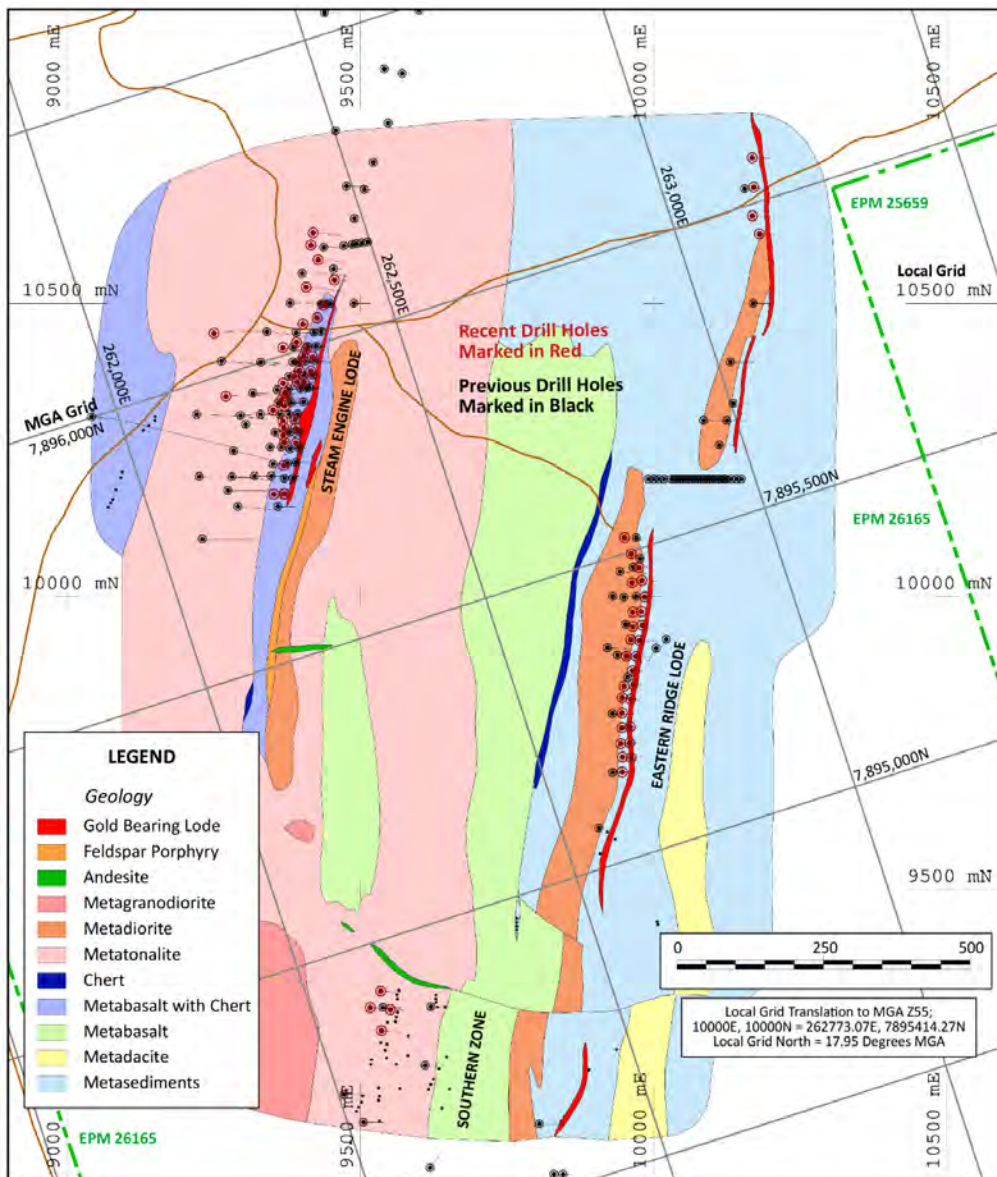 9000 mE
9500 mE
10000 mE
10500 mE
263,000E
EPM 25659
262,500E
Local Grid
10500 mN
10500 mN
Recent Drill Holes
Marked in Red
262,000E
Previous Drill Holes
Marked in Black
MGA Grid
7,896,000N
STEAM ENGINE LODE
7,895,500N
EPM 26165
10000 mN
10000 mN
EASTERN RIDGE LODE
7,895,000N
LEGEND
Geology
Gold Bearing Lode
Feldspar Porphyry
Andesite
Metagranodiorite
Metadiorite
Metatonalite
Chert
Metabasalt with Chert
Metabasalt
Metadacite
Metasediments
9500 mN
0 250 500
Local Grid Translation to MGA Z55;
10000E, 10000N = 262773.07E, 7895414.27N
Local Grid North = 17.95 Degrees MGA
SOUTHERN ZONE
EPM 26165
9000
9500 mE
10000 mE
10500 mE